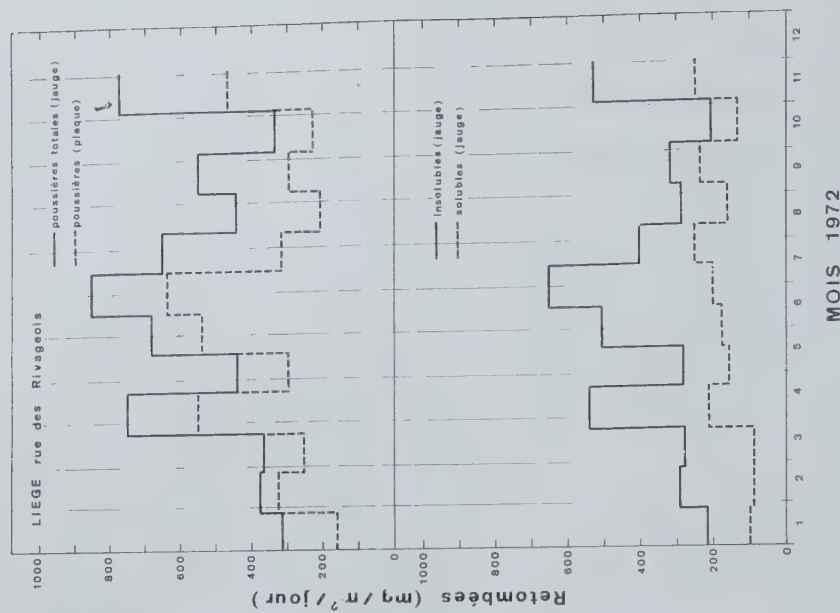 LIEGE rue des Rivageois
poussières totales (jauge)
poussières (plaque)
1000
800
600
400
200
0
insolubles (jauge)
solubles (jauge)
1000
800
600
400
200
0
Retombées (mg/m²/jour)
1 2 3 4 5 6 7 8 9 10 11 12
MOIS 1972